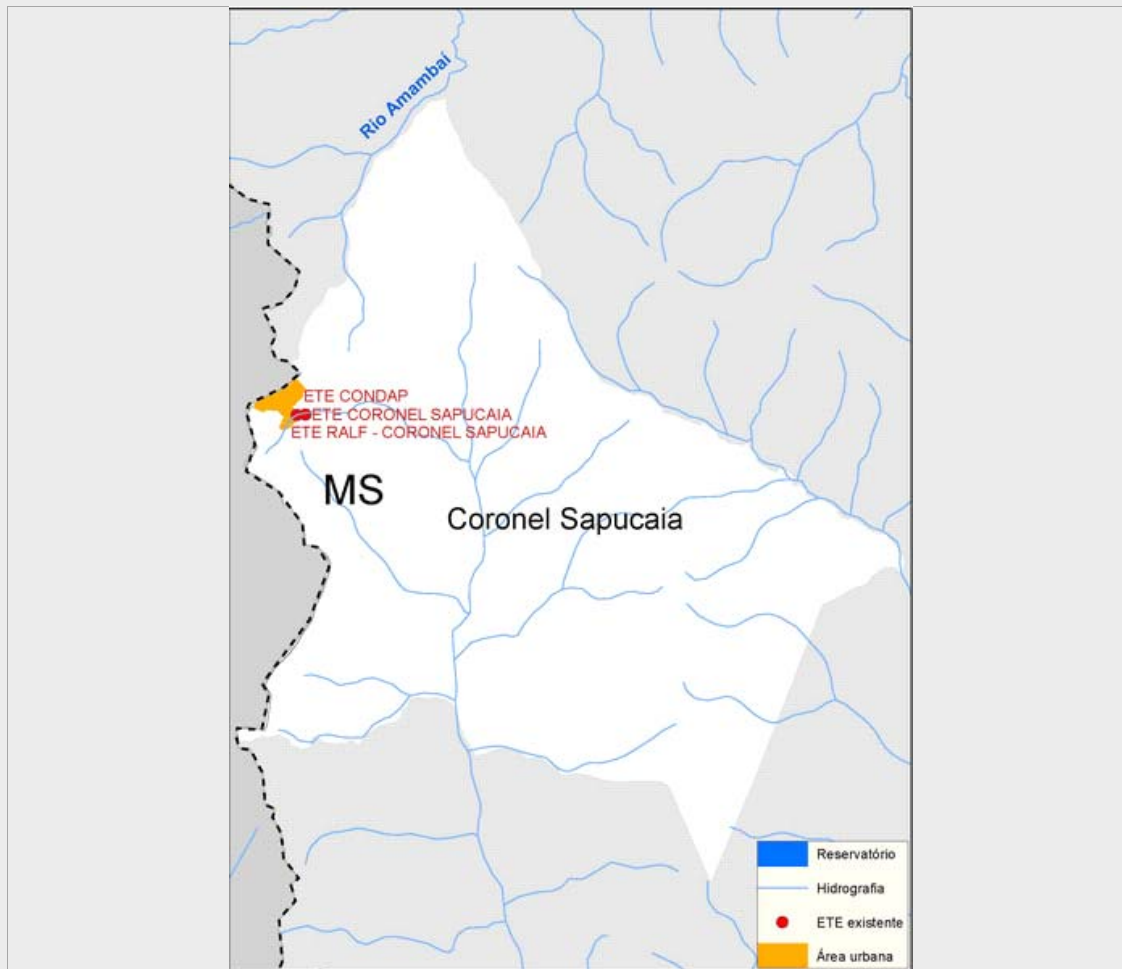 Rio Amambaí
ETE CONDAP
ETE CORONEL SAPUCAIA
ETE RALF - CORONEL SAPUCAIA
MS
Coronel Sapucaia
Reservatório
Hidrografia
ETE existente
Área urbana